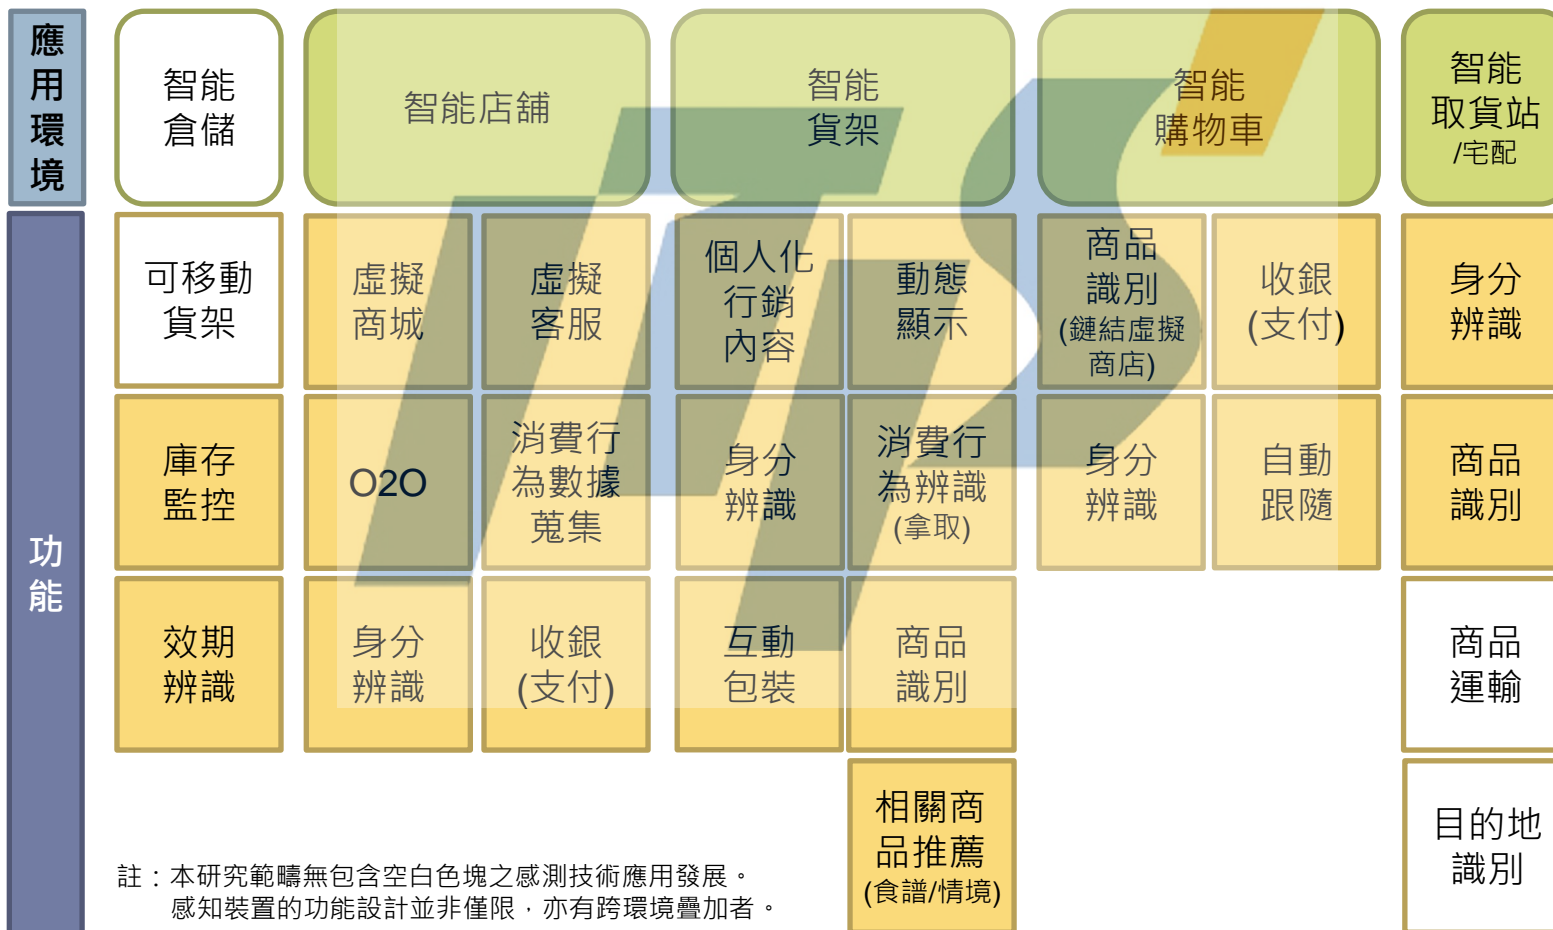 應
用
環
境
智能
倉儲
智能店舖
智能
貨架
智能
購物車
智能
取貨站
/宅配
功
能
可移動
貨架
虛擬
商城
虛擬
客服
個人化
行銷
內容
動態
顯示
商品
識別
(鏈結虛擬
商店)
收銀
(支付)
身分
辨識
庫存
監控
O2O
消費行
為數據
蒐集
身分
辨識
消費行
為辨識
(拿取)
身分
辨識
自動
跟隨
商品
識別
效期
辨識
身分
辨識
收銀
(支付)
互動
包裝
商品
識別
商品
運輸
相關商
品推薦
(食譜/情境)
目的地
識別
註：本研究範疇無包含空白色塊之感測技術應用發展。
感知裝置的功能設計並非僅限，亦有跨環境疊加者。
ITIS